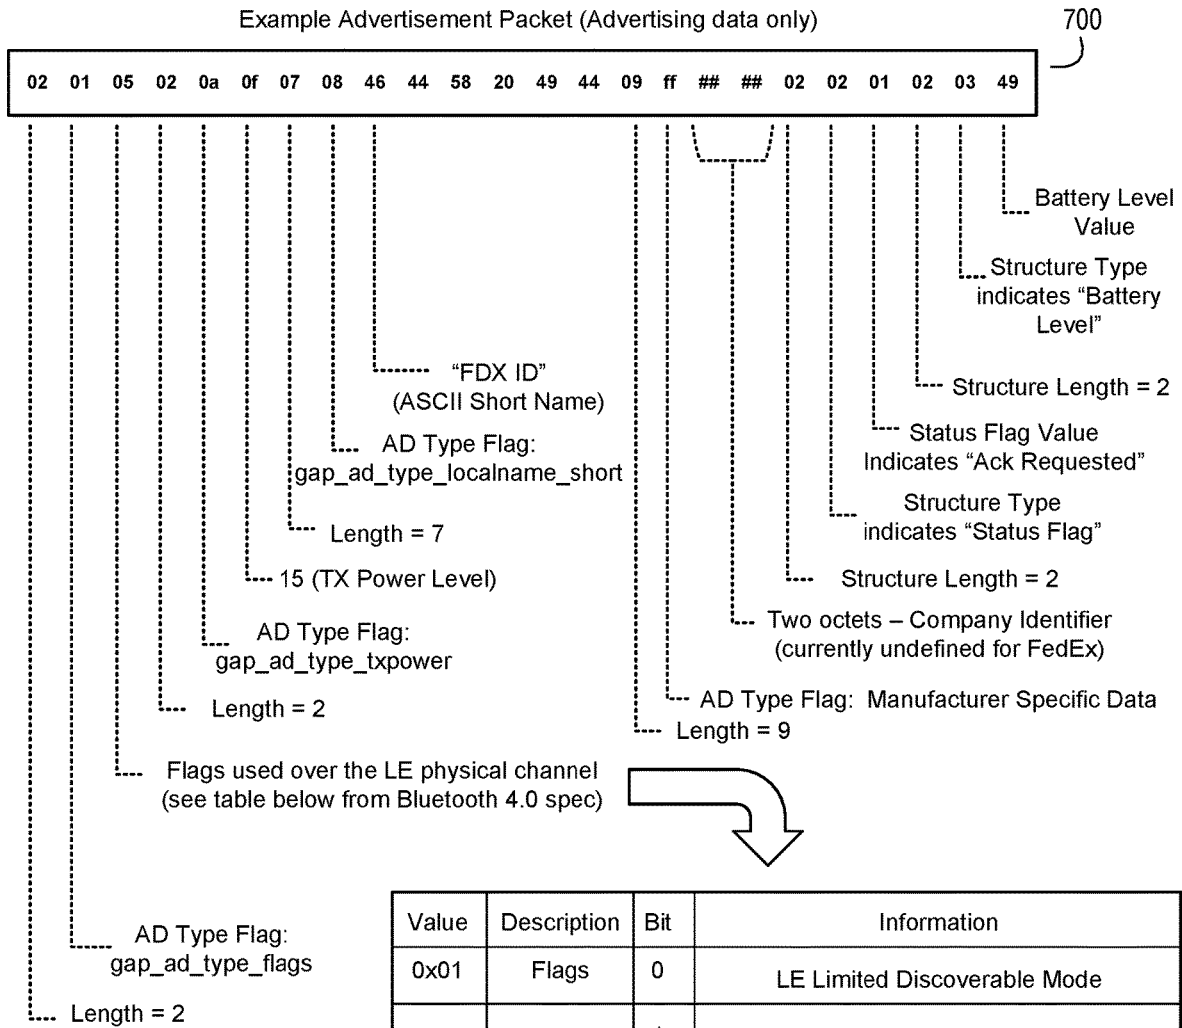 Example Advertisement Packet (Advertising data only)
700
02 01 05 02 0a 0f 07 08 46 44 58 20 49 44 09 ff ## ## 02 02 01 02 03 49
Battery Level
Value
Structure Type
indicates “Battery
Level”
“FDX ID”
(ASCII Short Name)
Structure Length = 2
AD Type Flag:
gap_ad_type_localname_short
Status Flag Value
Indicates “Ack Requested”
Structure Type
indicates “Status Flag”
Length = 7
15 (TX Power Level)
Structure Length = 2
AD Type Flag:
gap_ad_type_txpower
Two octets – Company Identifier
(currently undefined for FedEx)
Length = 2
AD Type Flag: Manufacturer Specific Data
Length = 9
Flags used over the LE physical channel
(see table below from Bluetooth 4.0 spec)
AD Type Flag:
gap_ad_type_flags
Length = 2
Value Description Bit Information
0x01 Flags 0 LE Limited Discoverable Mode